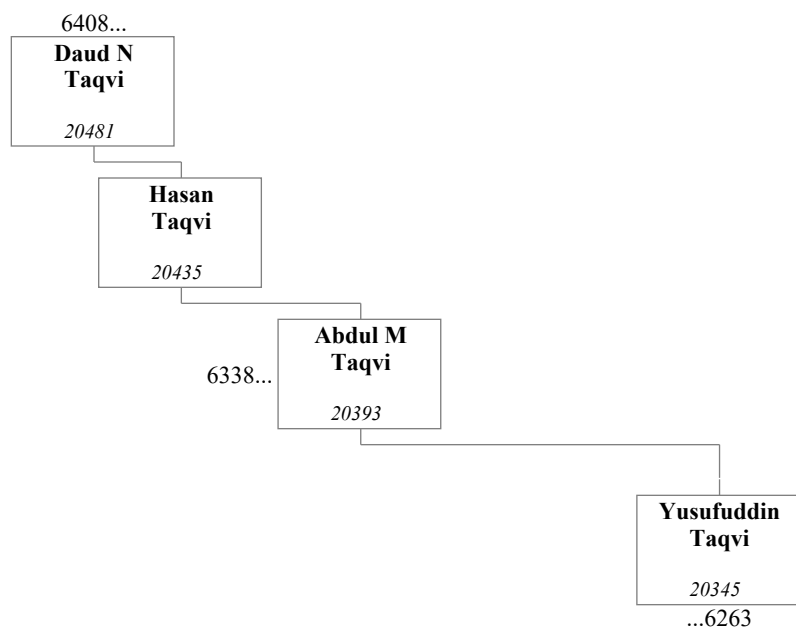 6408...
Daud N
Taqvi
20481
Hasan
Taqvi
20435
Abdul M
Taqvi
6338...
20393
Yusufuddin
Taqvi
20345
...6263